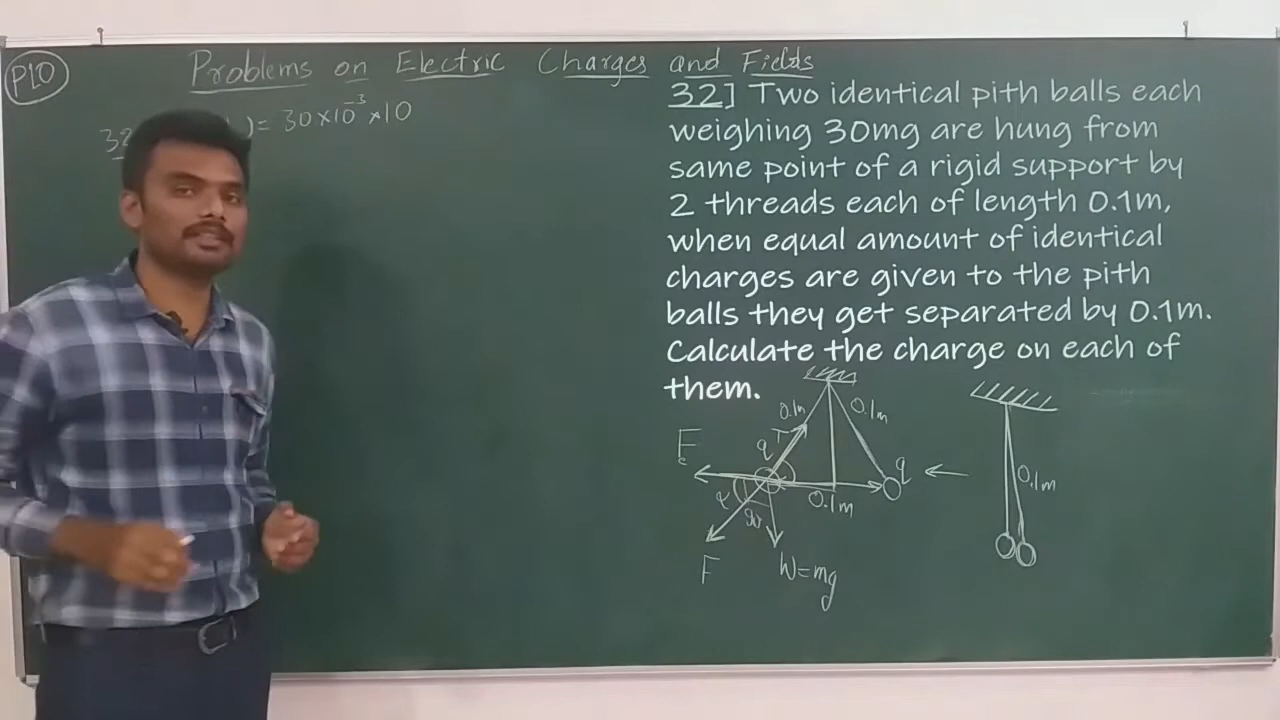 P20
Problems on Electric Charges and Fields
32
)= 30×10⁻³×10
32] Two identical pith balls each
weighing 30mg are hung from
same point of a rigid support by
2 threads each of length 0.1m,
when equal amount of identical
charges are given to the pith
balls they get separated by 0.1m.
Calculate the charge on each of
them.
0.1m
0.1m
q
T
F
q
0.1m
0.1m
F
W=mg